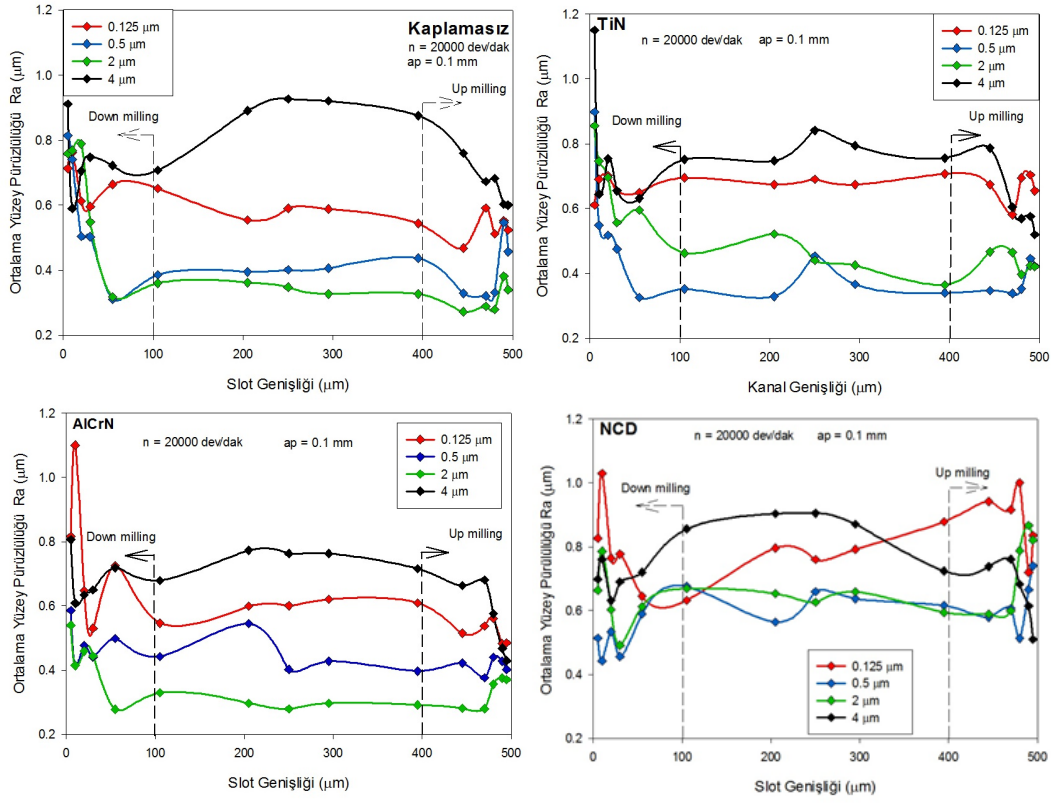 Kaplamasız
n = 20000 dev/dak
ap = 0.1 mm
0.125 µm
0.5 µm
2 µm
4 µm
Down milling
Up milling
Ortalama Yüzey Pürüzlülüğü Ra (µm)
1.2
1.0
0.8
0.6
0.4
0.2
0 100 200 300 400 500
Slot Genişliği (µm)
TiN
n = 20000 dev/dak ap = 0.1 mm
0.125 µm
0.5 µm
2 µm
4 µm
Down milling
Up milling
Ortalama Yüzey Pürüzlülüğü Ra (µm)
1.2
1.0
0.8
0.6
0.4
0.2
0 100 200 300 400 500
Kanal Genişliği (µm)
AlCrN
n = 20000 dev/dak ap = 0.1 mm
0.125 µm
0.5 µm
2 µm
4 µm
Down milling
Up milling
Ortalama Yüzey Pürüzlülüğü Ra (µm)
1.2
1.0
0.8
0.6
0.4
0.2
0 100 200 300 400 500
Slot Genişliği (µm)
NCD
n = 20000 dev/dak ap = 0.1 mm
Down milling
Up milling
0.125 µm
0.5 µm
2 µm
4 µm
Ortalama Yüzey Pürülülüğü Ra (µm)
1.2
1.0
0.8
0.6
0.4
0.2
0 100 200 300 400 500
Slot Genişliği (µm)